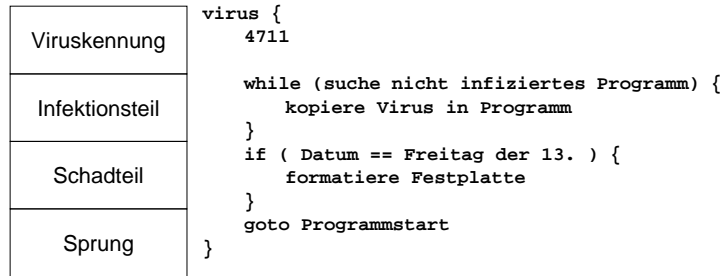 Viruskennung
Infektionsteil
Schadteil
Sprung
virus {
4711
while (suche nicht infiziertes Programm) {
kopiere Virus in Programm
}
if ( Datum == Freitag der 13. ) {
formatiere Festplatte
}
goto Programmstart
}